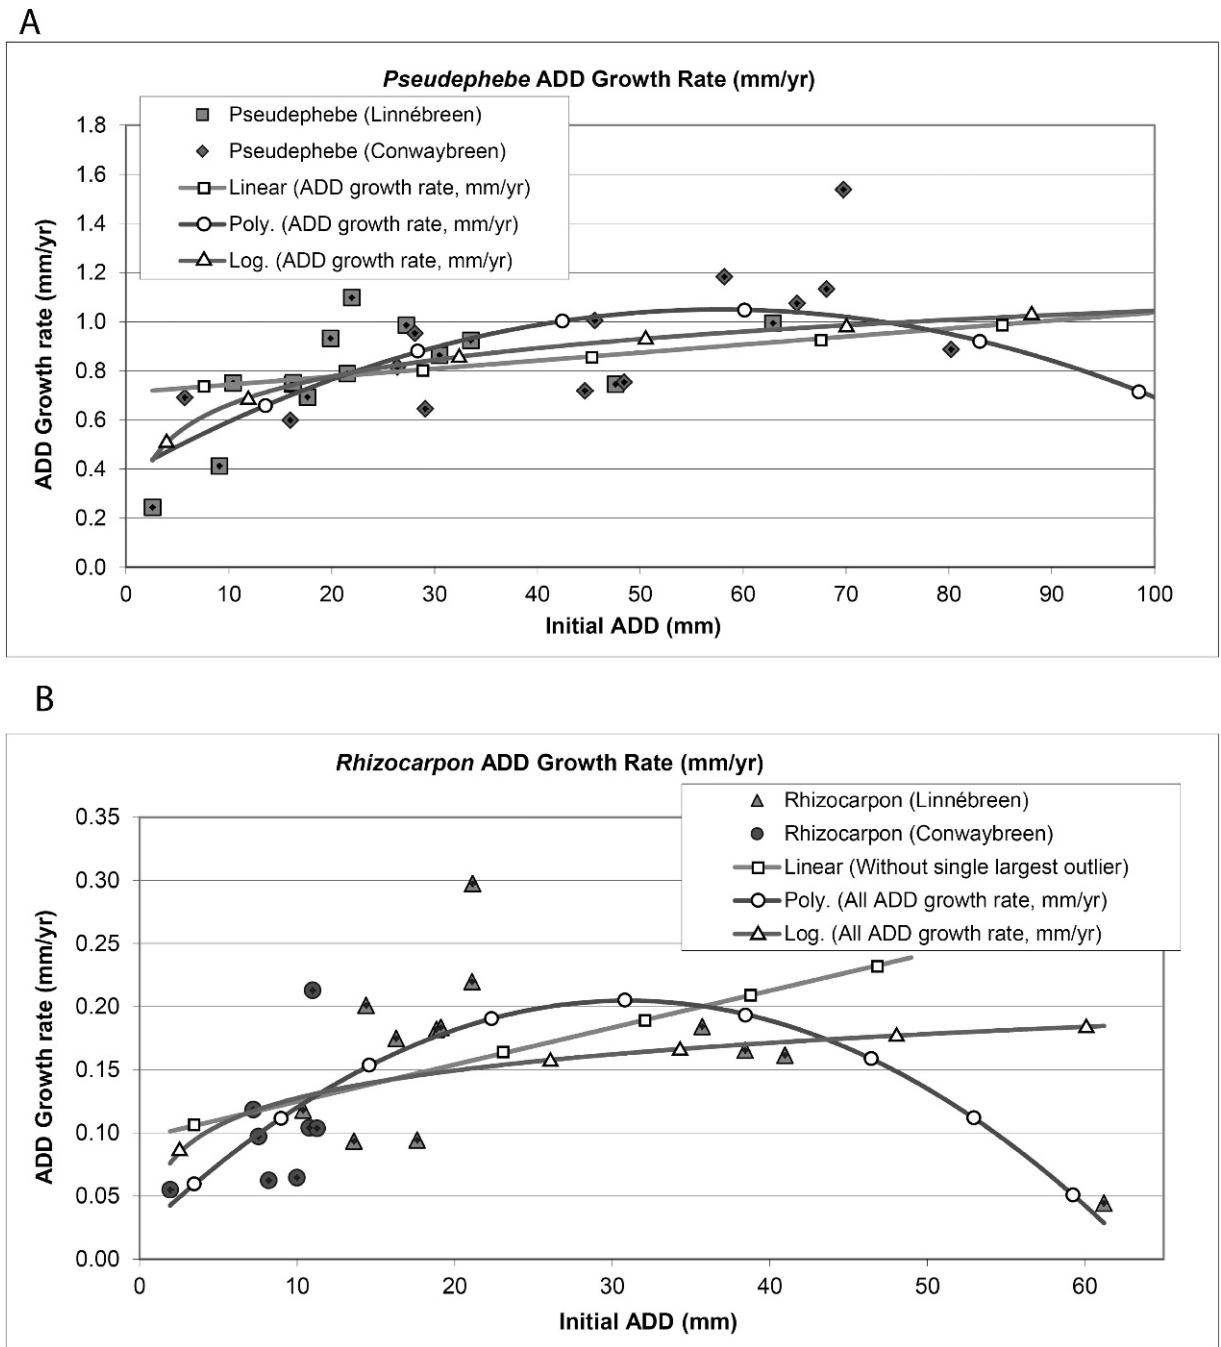 A
Pseudephebe ADD Growth Rate (mm/yr)
Pseudephebe (Linnébreen)
Pseudephebe (Conwaybreen)
Linear (ADD growth rate, mm/yr)
Poly. (ADD growth rate, mm/yr)
Log. (ADD growth rate, mm/yr)
ADD Growth rate (mm/yr)
1.8
1.6
1.4
1.2
1.0
0.8
0.6
0.4
0.2
0.0
0 10 20 30 40 50 60 70 80 90 100
Initial ADD (mm)
B
Rhizocarpon ADD Growth Rate (mm/yr)
Rhizocarpon (Linnébreen)
Rhizocarpon (Conwaybreen)
Linear (Without single largest outlier)
Poly. (All ADD growth rate, mm/yr)
Log. (All ADD growth rate, mm/yr)
ADD Growth rate (mm/yr)
0.35
0.30
0.25
0.20
0.15
0.10
0.05
0.00
0 10 20 30 40 50 60
Initial ADD (mm)